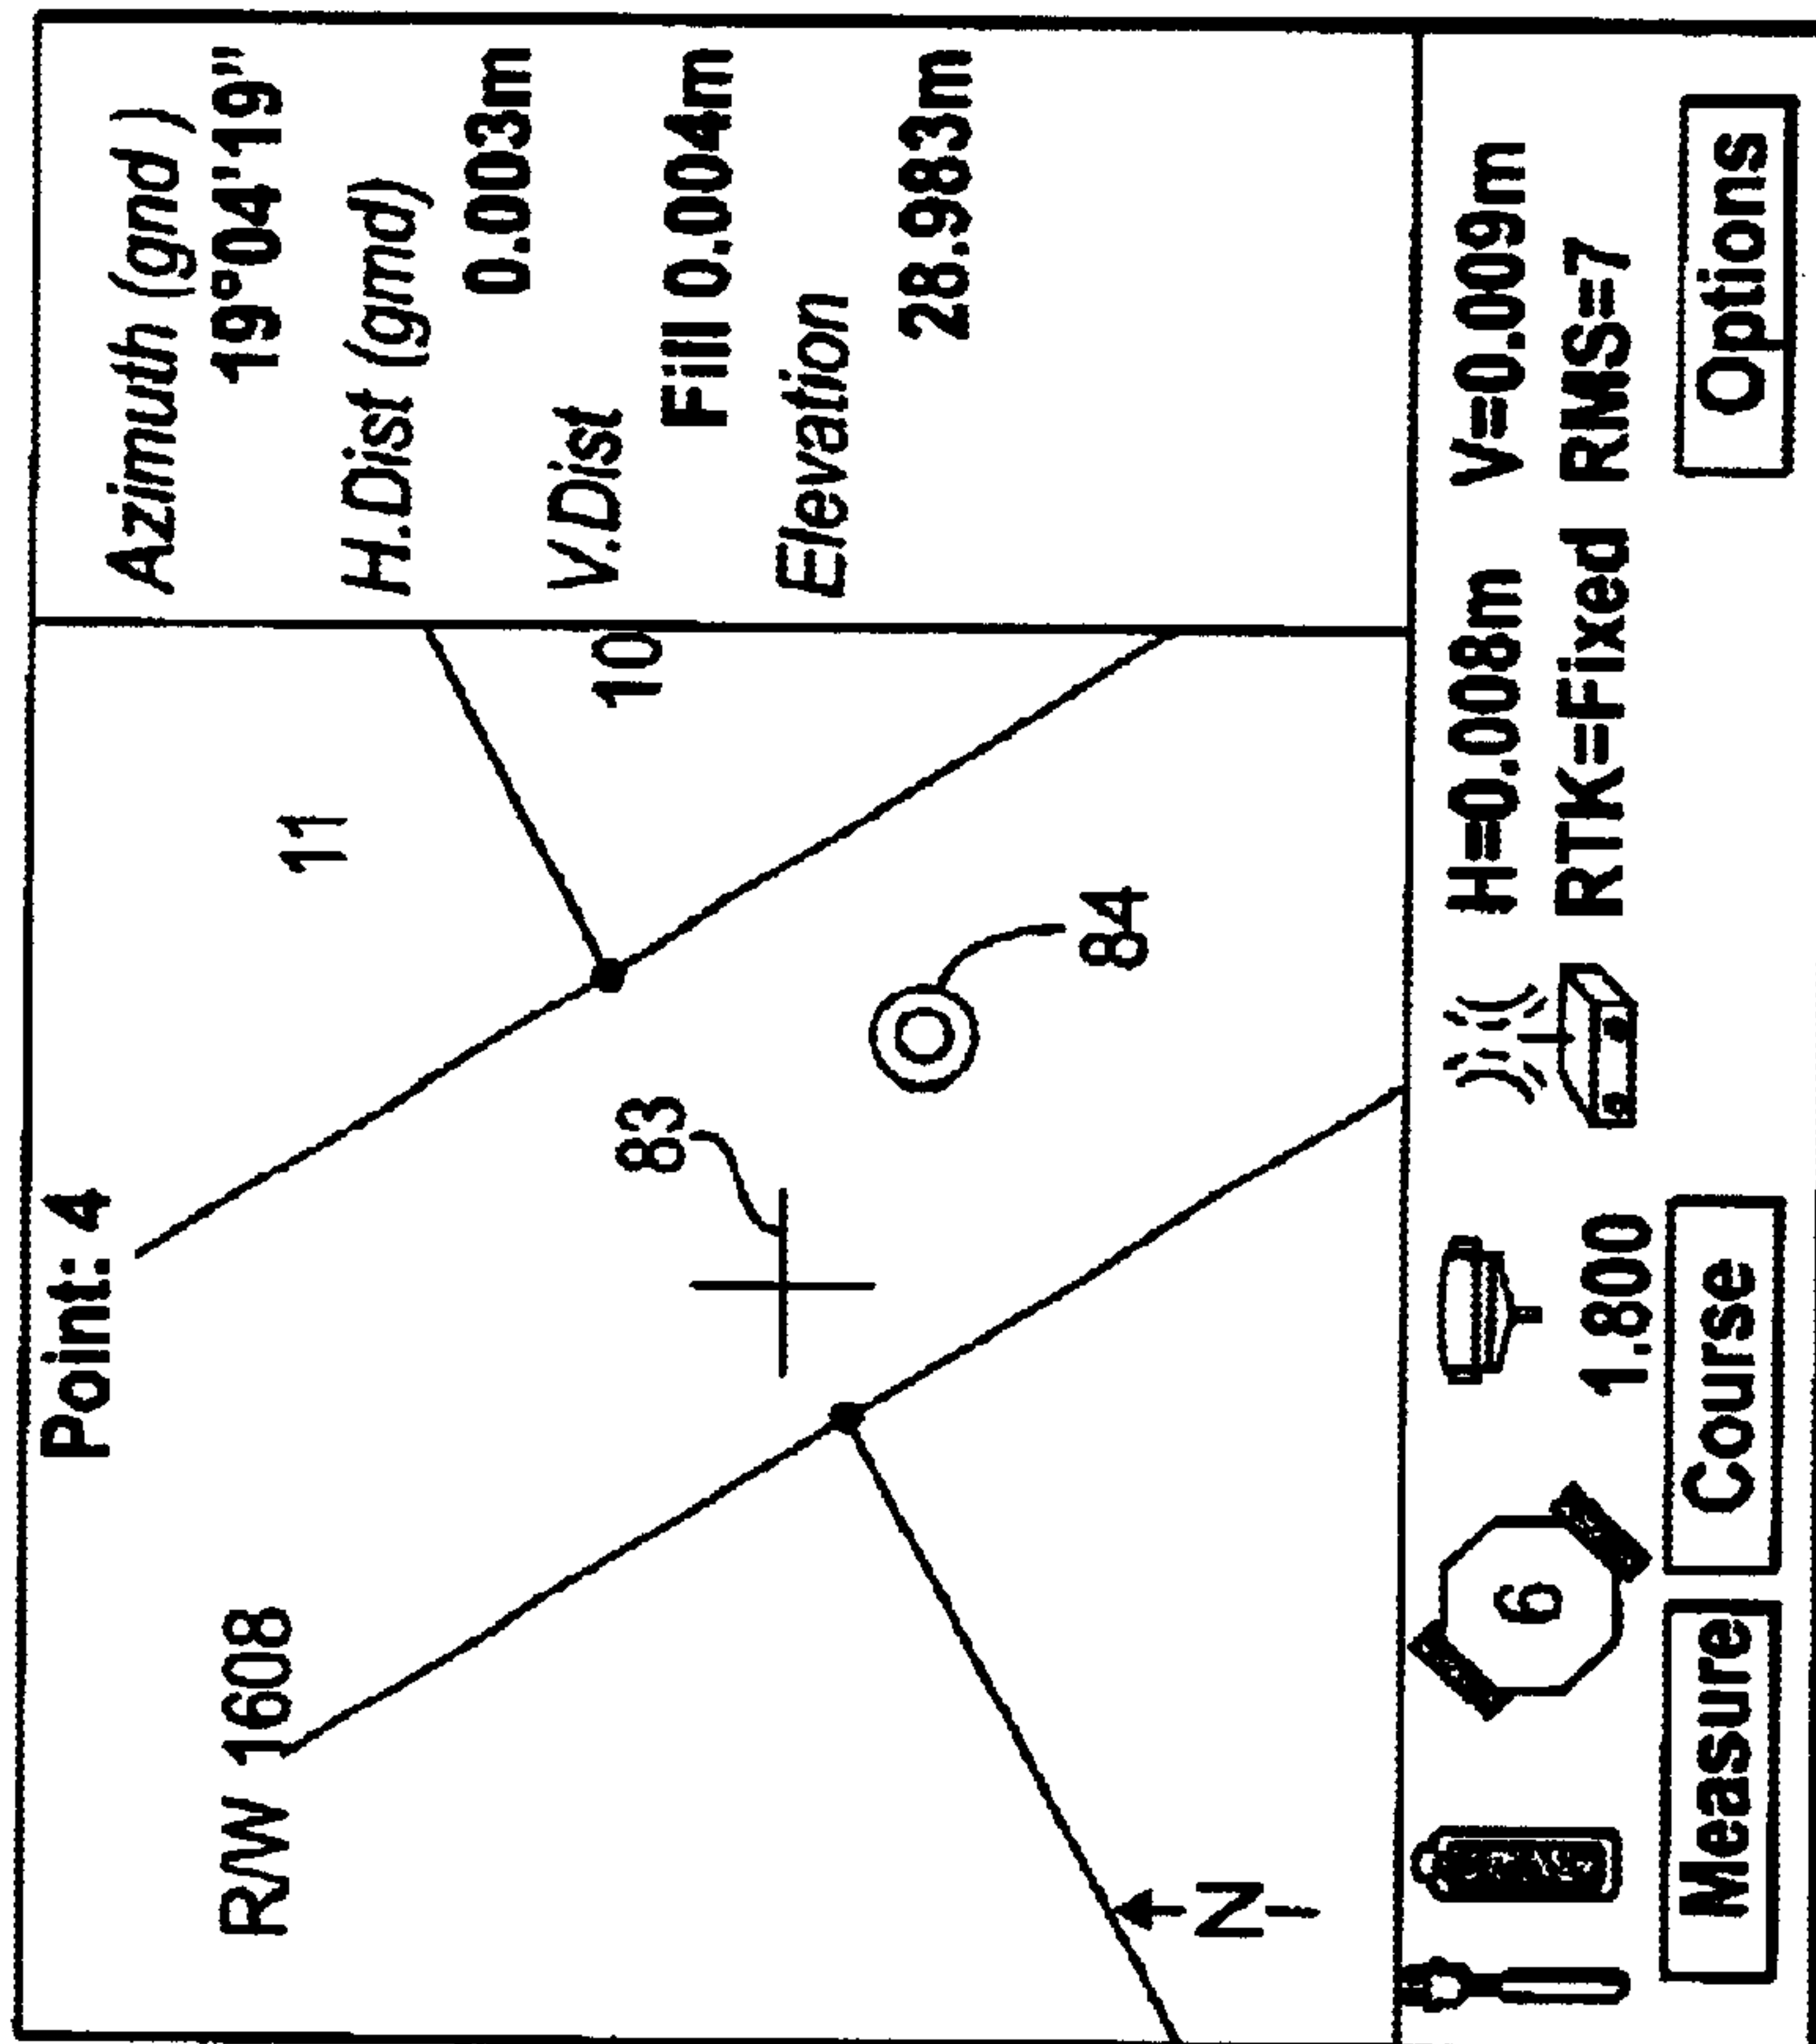 Point: 4
R/W 1608
11
10
83
84
N
Azimuth (gnd )
19°04'19"
H.Dist (gmd)
0.003m
V.Dist
Fill 0.004m
Elevation
28.983m
6
1.800
H=0.008m V=0.009m
RTK=Fixed RMS=7
Measure
Course
Options